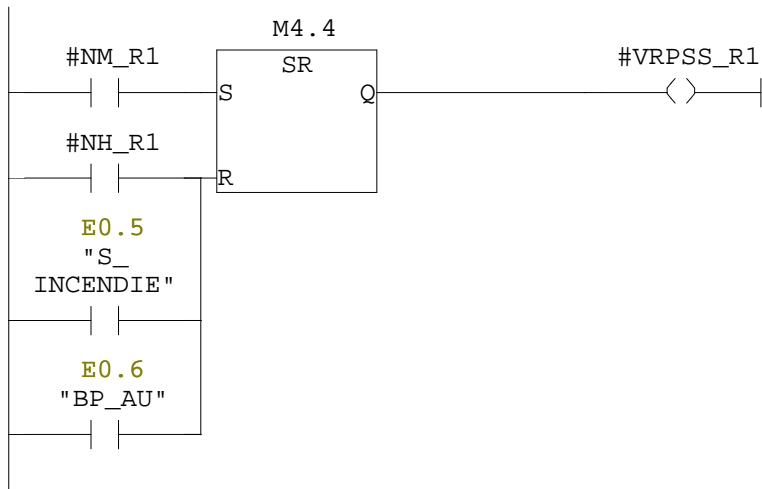 M4.4
#NM_R1
SR
#VRPSS_R1
S
Q
#NH_R1
R
E0.5
"S_
INCENDIE"
E0.6
"BP_AU"